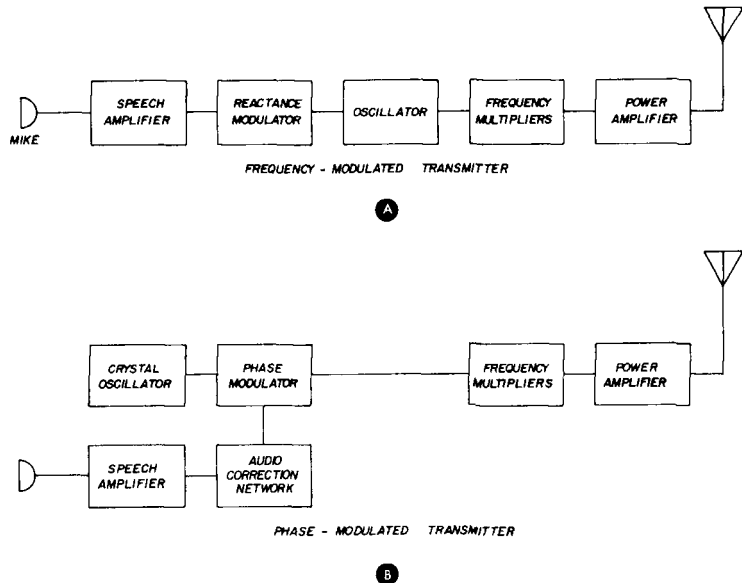 SPEECH
AMPLIFIER
REACTANCE
MODULATOR
OSCILLATOR
FREQUENCY
MULTIPLIERS
POWER
AMPLIFIER
MIKE
FREQUENCY - MODULATED TRANSMITTER
A
CRYSTAL
OSCILLATOR
PHASE
MODULATOR
FREQUENCY
MULTIPLIERS
POWER
AMPLIFIER
SPEECH
AMPLIFIER
AUDIO
CORRECTION
NETWORK
PHASE - MODULATED TRANSMITTER
B